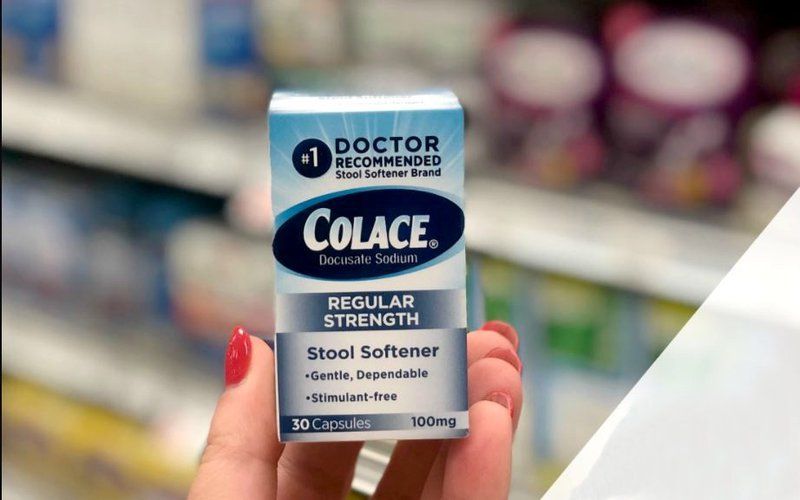 #1 DOCTOR
RECOMMENDED
Stool Softener Brand
COLACE®
Docusate Sodium
REGULAR
STRENGTH
Stool Softener
•Gentle, Dependable
•Stimulant-free
30 Capsules 100mg